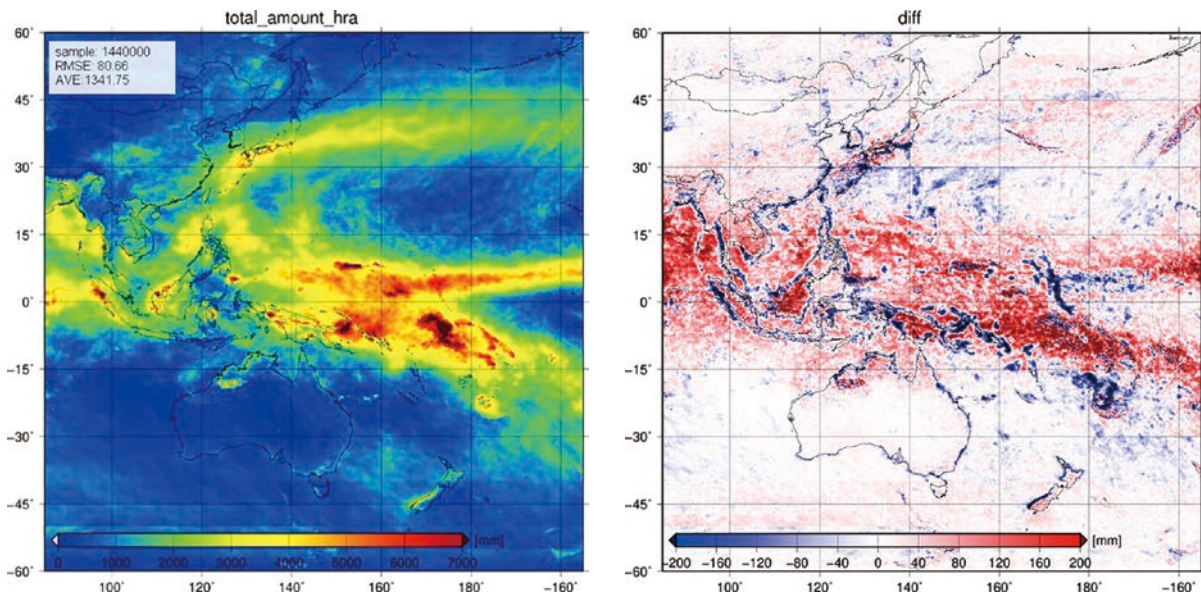 total_amount_hra
sample: 1440000
RMSE: 80.66
AVE:1341.75
60˚
45˚
30˚
15˚
0˚
−15˚
−30˚
−45˚
−60˚
0 1000 2000 3000 4000 5000 6000 7000 [mm]
100˚ 120˚ 140˚ 160˚ 180˚ −160˚
diff
60˚
45˚
30˚
15˚
0˚
−15˚
−30˚
−45˚
−60˚
−200 −160 −120 −80 −40 0 40 80 120 160 200 [mm]
100˚ 120˚ 140˚ 160˚ 180˚ −160˚